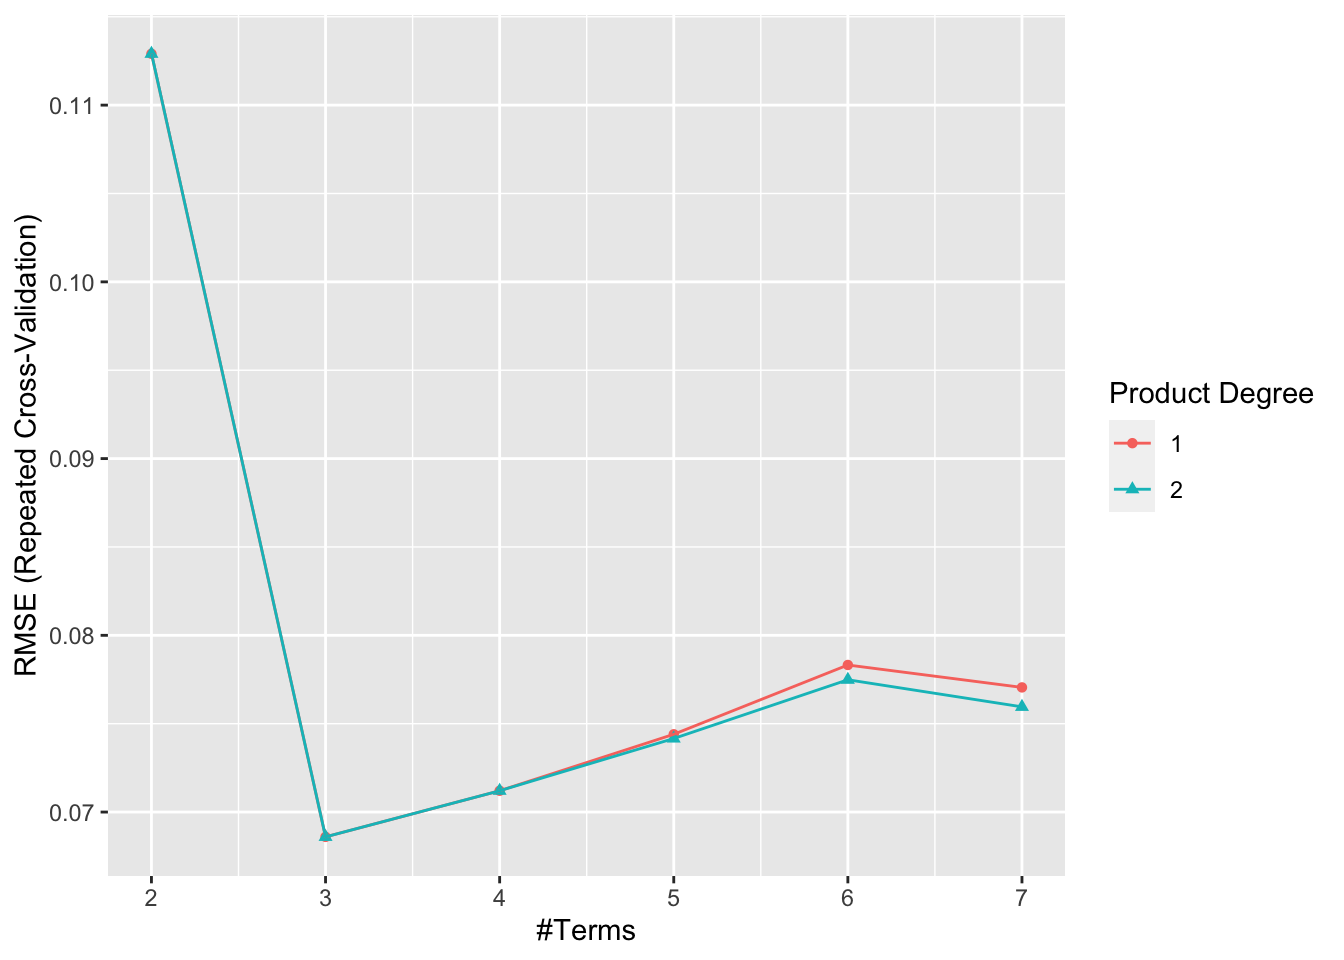 0.11
0.10
0.09
0.08
0.07
RMSE (Repeated Cross-Validation)
2 3 4 5 6 7
#Terms
Product Degree
1
2